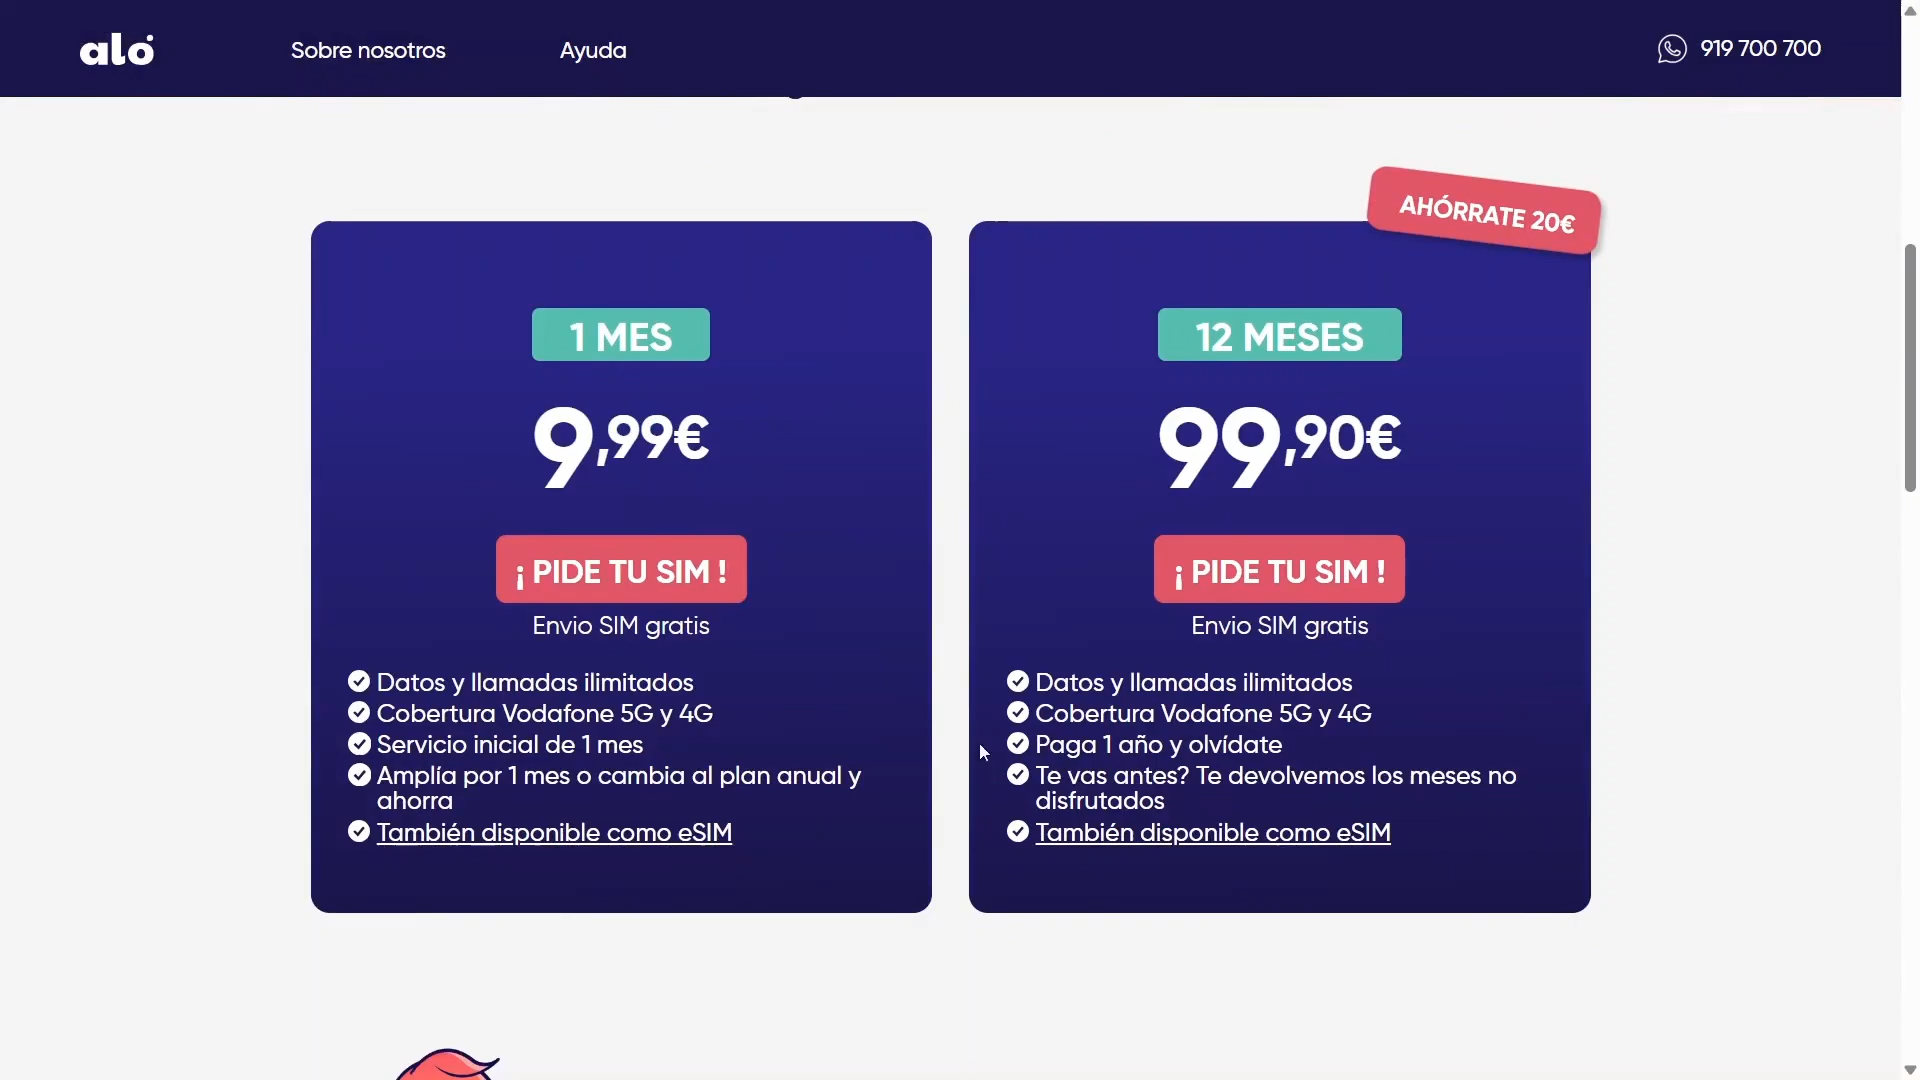 alo
Sobre nosotros
Ayuda
919 700 700
AHÓRRATE 20€
1 MES
9,99€
¡ PIDE TU SIM !
Envio SIM gratis
Datos y llamadas ilimitados
Cobertura Vodafone 5G y 4G
Servicio inicial de 1 mes
Amplía por 1 mes o cambia al plan anual y
ahorra
También disponible como eSIM
12 MESES
99,90€
¡ PIDE TU SIM !
Envio SIM gratis
Datos y llamadas ilimitados
Cobertura Vodafone 5G y 4G
Paga 1 año y olvídate
Te vas antes? Te devolvemos los meses no
disfrutados
También disponible como eSIM